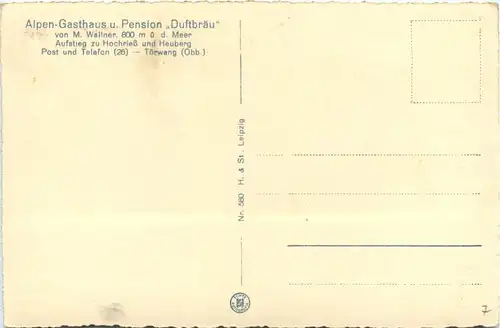 Alpen-Gasthaus u. Pension „Duftbräu"
von M. Wallner, 800 m ü. d. Meer
Aufstieg zu Hochrieß und Heuberg
Post und Telefon (26) — Törwang (Obb.)
Nr. 580 H. & St. Leipzig
7